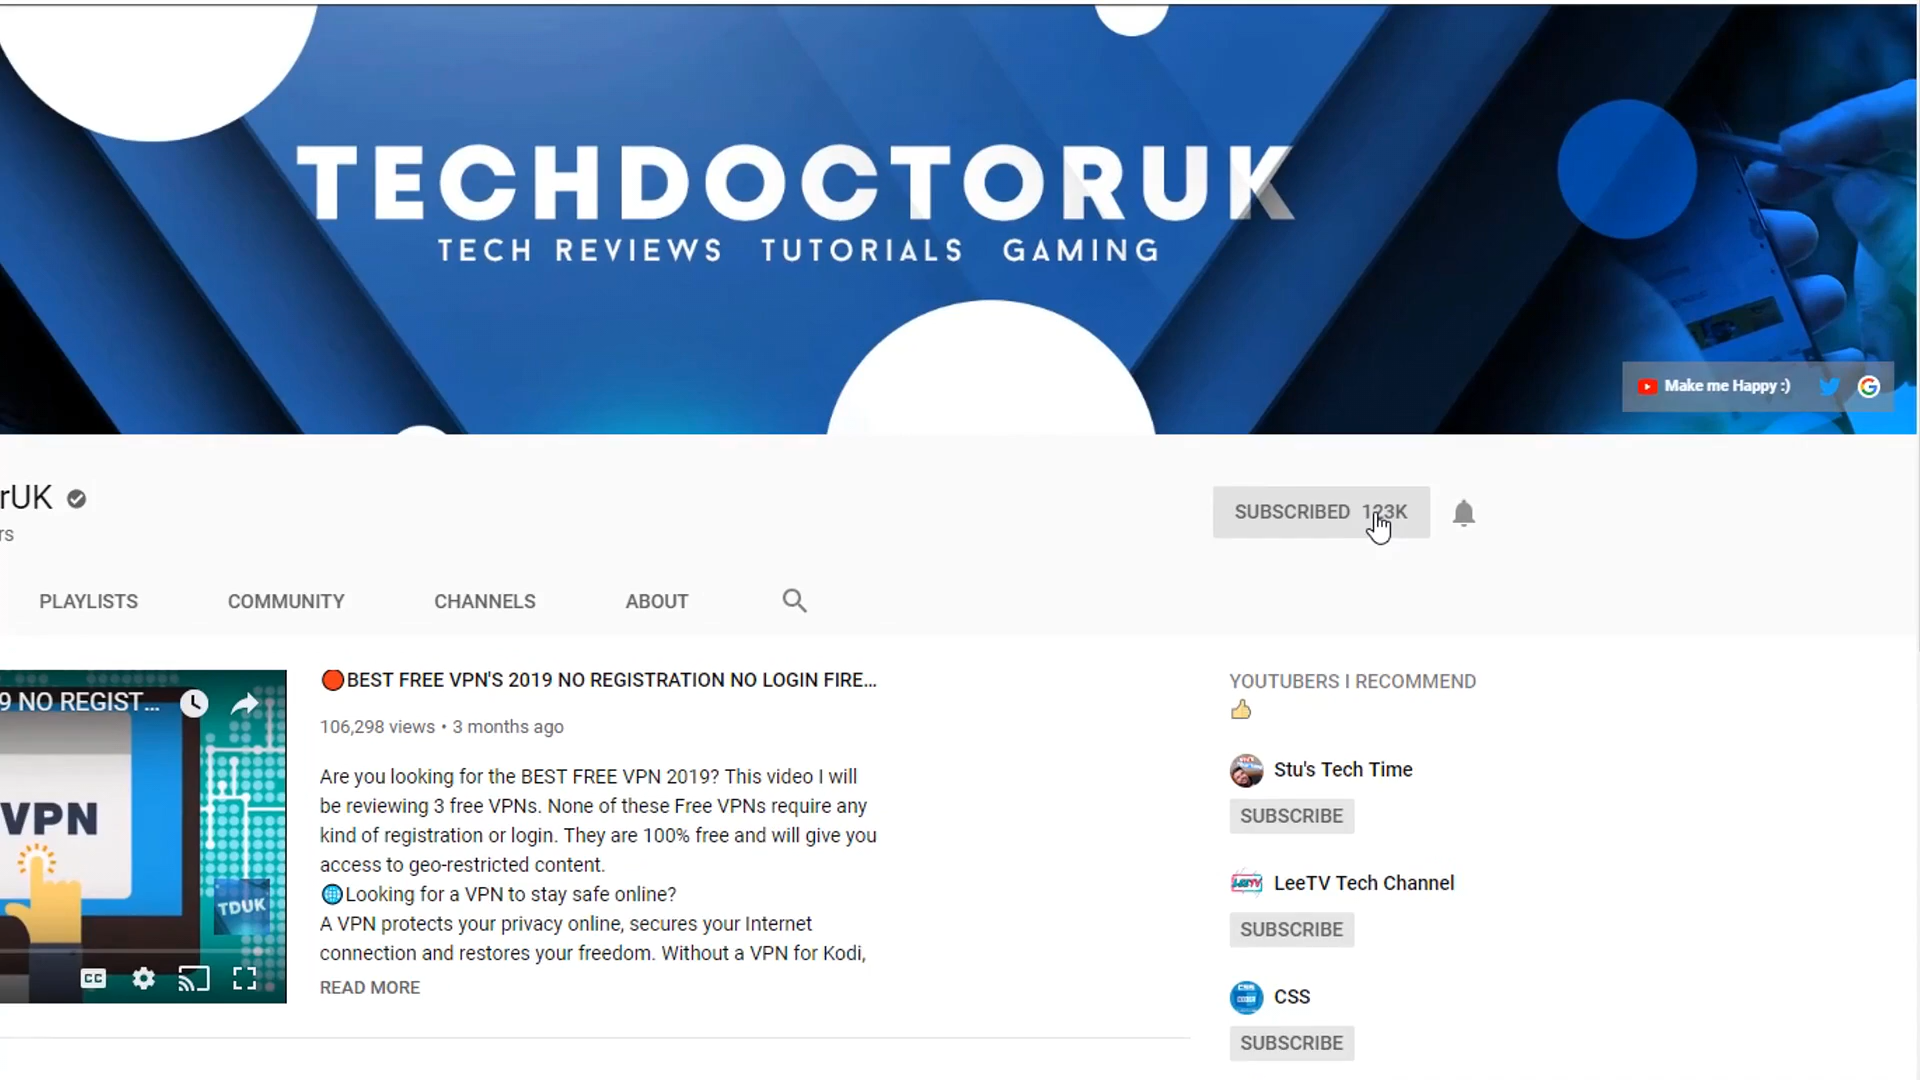 TECHDOCTORUK
TECH REVIEWS TUTORIALS GAMING
Make me Happy :)
rUK
rs
SUBSCRIBED 123K
PLAYLISTS COMMUNITY CHANNELS ABOUT
9 NO REGIST...
VPN
TDUK
CC
🔴BEST FREE VPN'S 2019 NO REGISTRATION NO LOGIN FIRE...
106,298 views • 3 months ago
Are you looking for the BEST FREE VPN 2019? This video I will
be reviewing 3 free VPNs. None of these Free VPNs require any
kind of registration or login. They are 100% free and will give you
access to geo-restricted content.
🌐Looking for a VPN to stay safe online?
A VPN protects your privacy online, secures your Internet
connection and restores your freedom. Without a VPN for Kodi,
READ MORE
YOUTUBERS I RECOMMEND
👍
Stu's Tech Time
SUBSCRIBE
LEETV
LeeTV Tech Channel
SUBSCRIBE
CSS
SUBSCRIBE